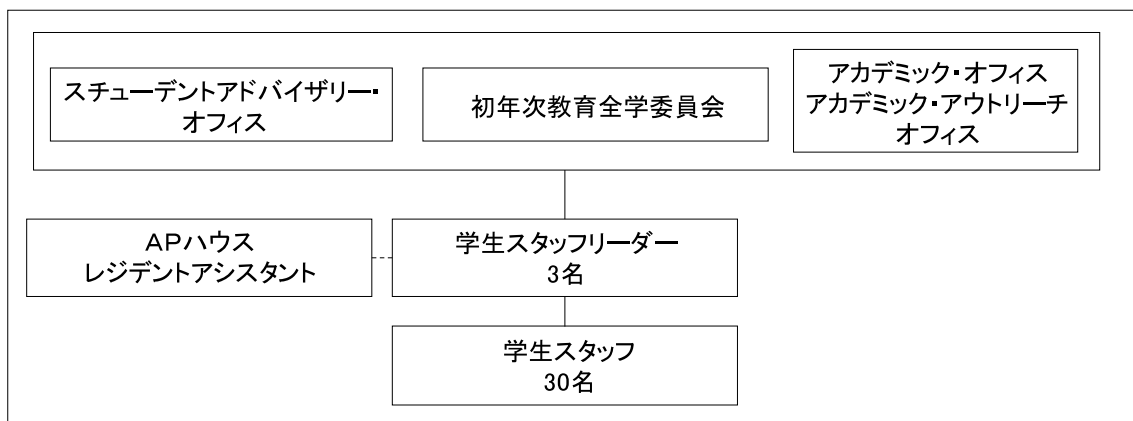 スチューデントアドバイザリー・
オフィス
初年次教育全学委員会
アカデミック・オフィス
アカデミック・アウトリーチ
オフィス
APハウス
レジデントアシスタント
学生スタッフリーダー
3名
学生スタッフ
30名